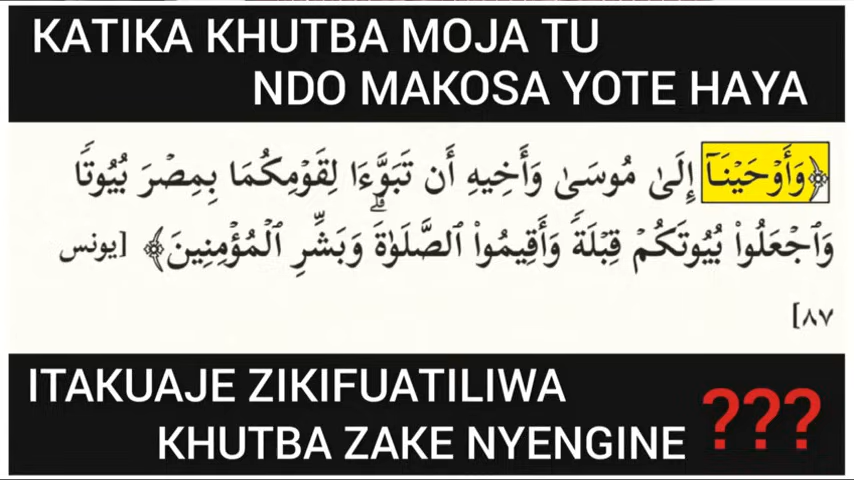 KATIKA KHUTBA MOJA TU
NDO MAKOSA YOTE HAYA
﴿وَأَوۡحَيۡنَآ إِلَىٰ مُوسَىٰ وَأَخِيهِ أَن تَبَوَّءَا لِقَوۡمِكُمَا بِمِصۡرَ بُيُوتٗا
وَٱجۡعَلُواْ بُيُوتَكُمۡ قِبۡلَةٗ وَأَقِيمُواْ ٱلصَّلَوٰةَۗ وَبَشِّرِ ٱلۡمُؤۡمِنِينَ﴾ [يونس
٨٧]
ITAKUAJE ZIKIFUATILIWA
KHUTBA ZAKE NYENGINE ???